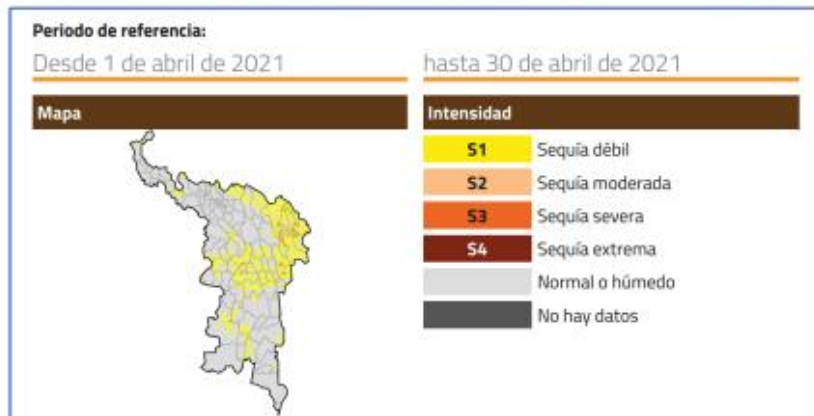 Periodo de referencia:
Desde 1 de abril de 2021
hasta 30 de abril de 2021
Mapa
Intensidad
S1 Sequía débil
S2 Sequía moderada
S3 Sequía severa
S4 Sequía extrema
Normal o húmedo
No hay datos